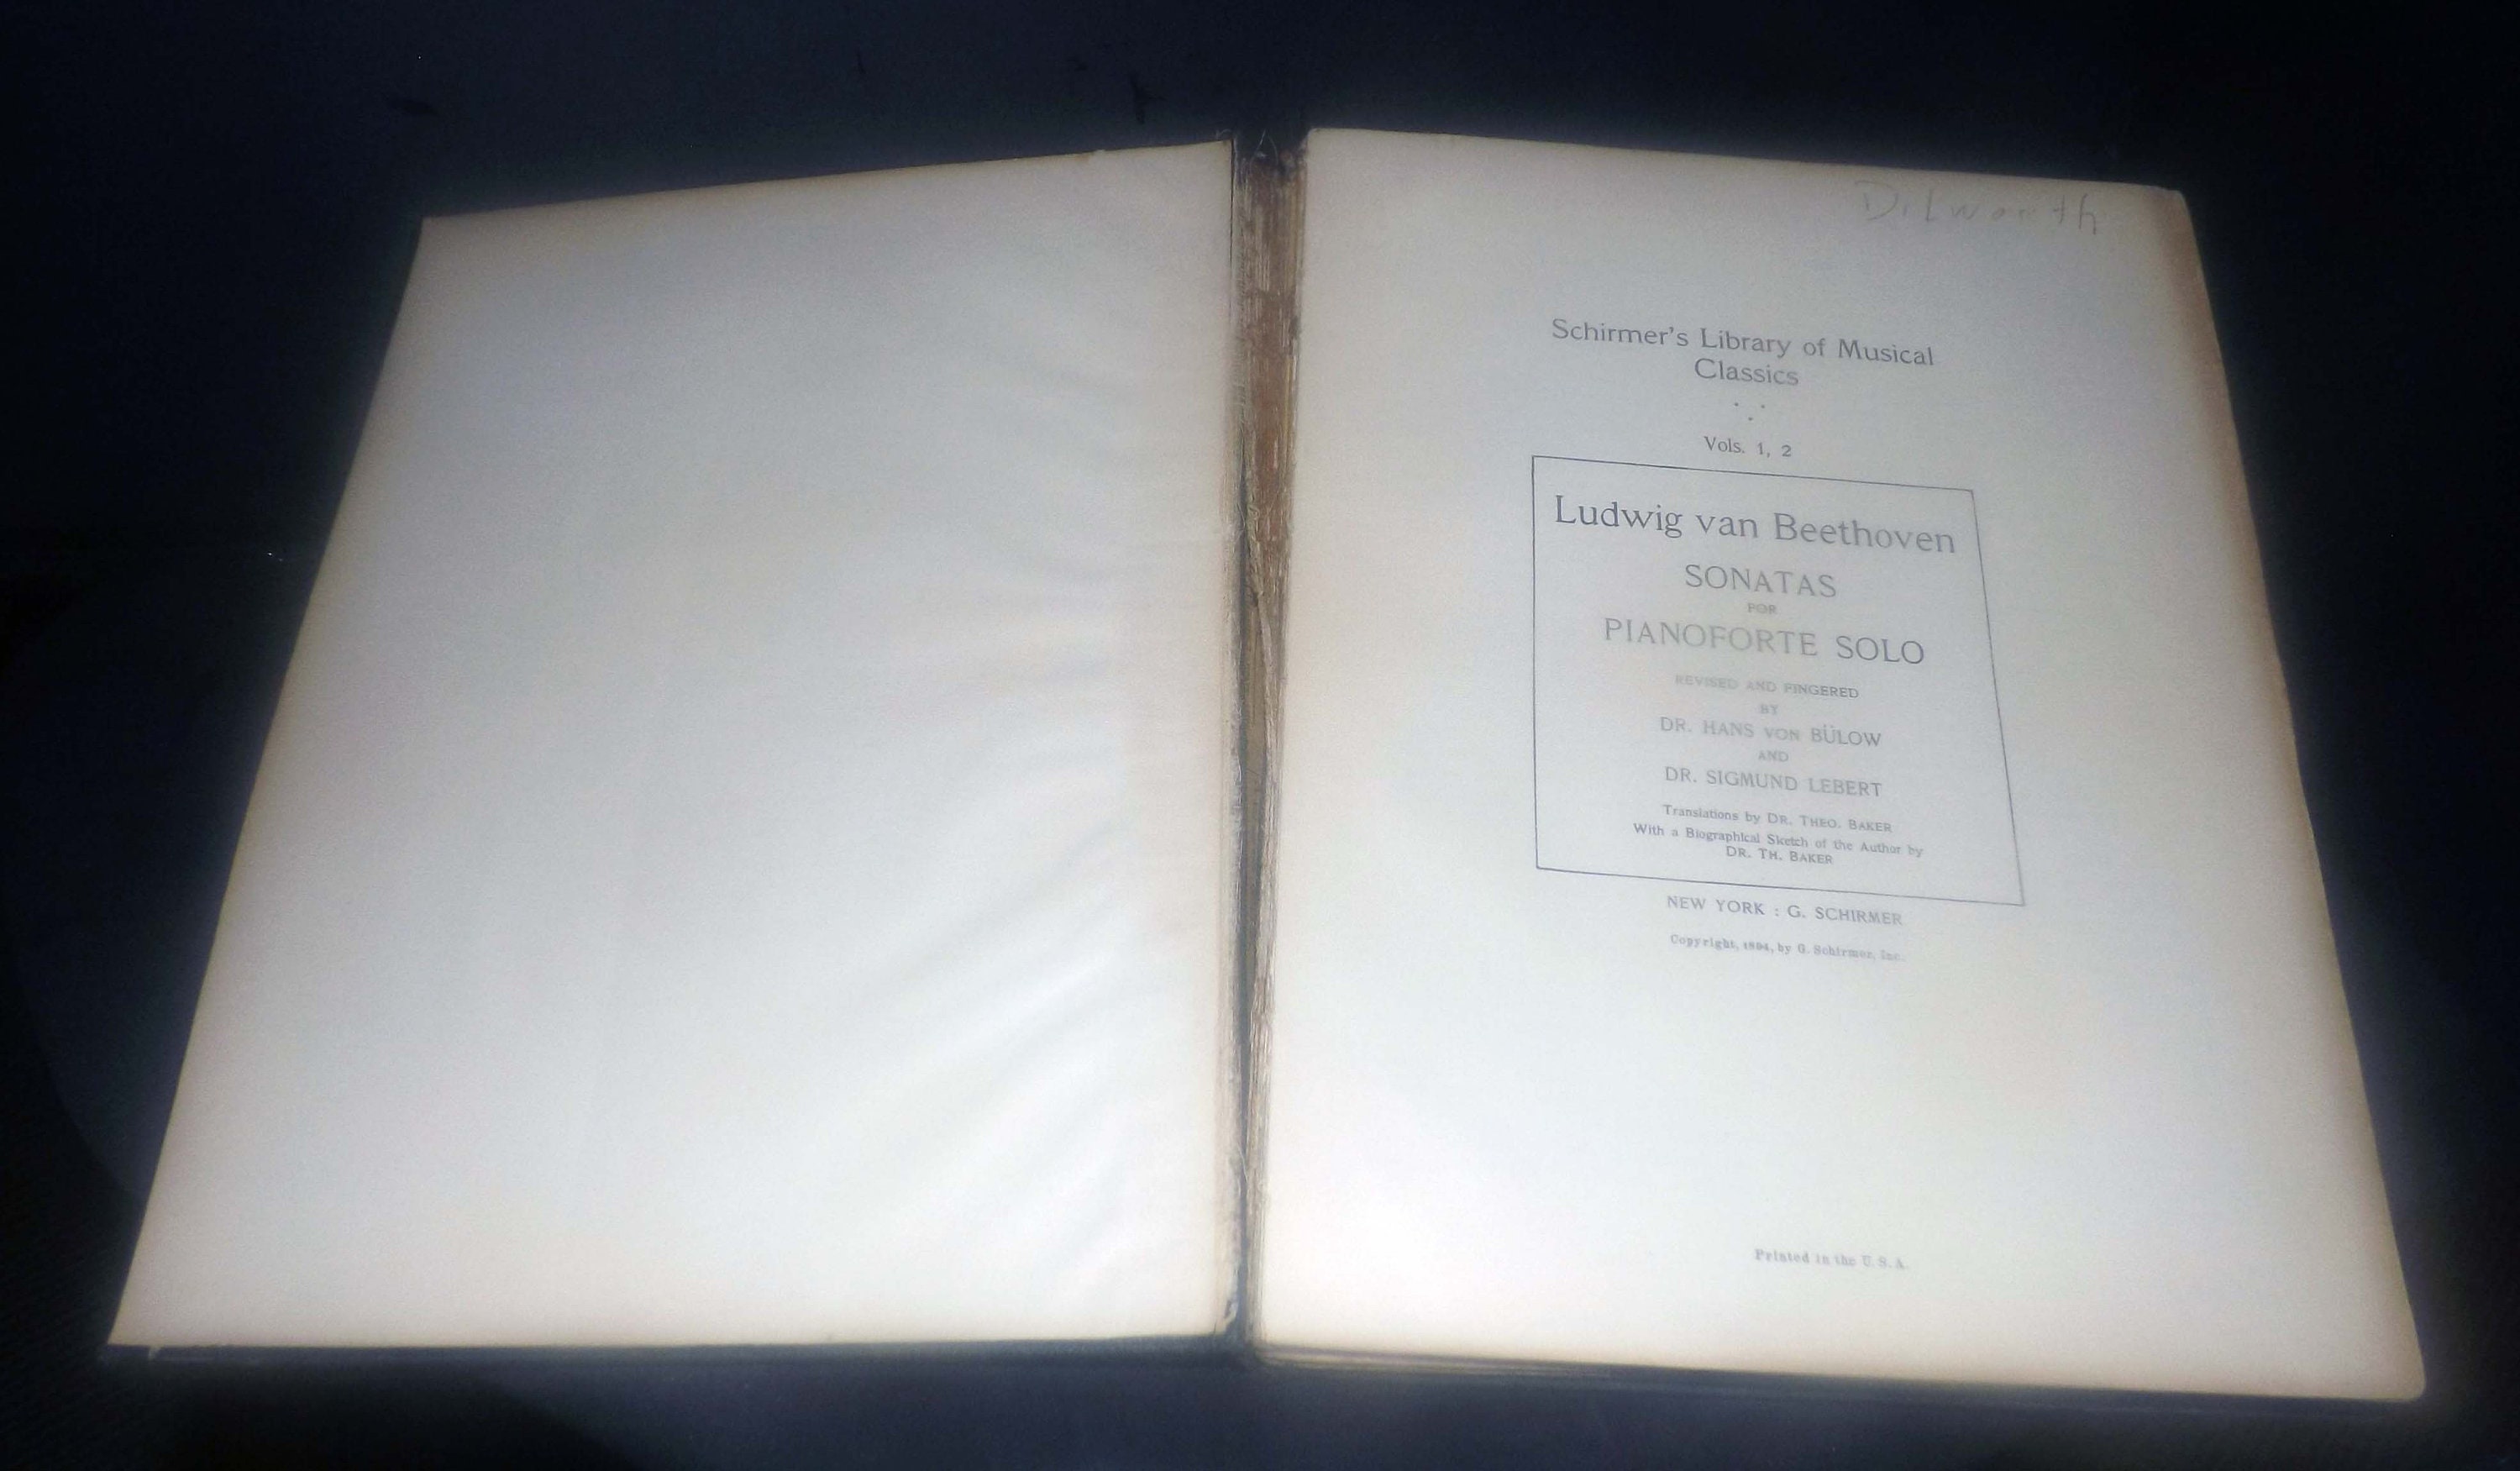 Dilworth
Schirmer's Library of Musical
Classics
Vols. 1, 2
Ludwig van Beethoven
SONATAS
FOR
PIANOFORTE SOLO
REVISED AND FINGERED
BY
DR. HANS VON BÜLOW
AND
DR. SIGMUND LEBERT
Translations by DR. THEO. BAKER
With a Biographical Sketch of the Author by
DR. TH. BAKER
NEW YORK : G. SCHIRMER
Copyright, 1894, by G. Schirmer, Inc.
Printed in the U.S.A.